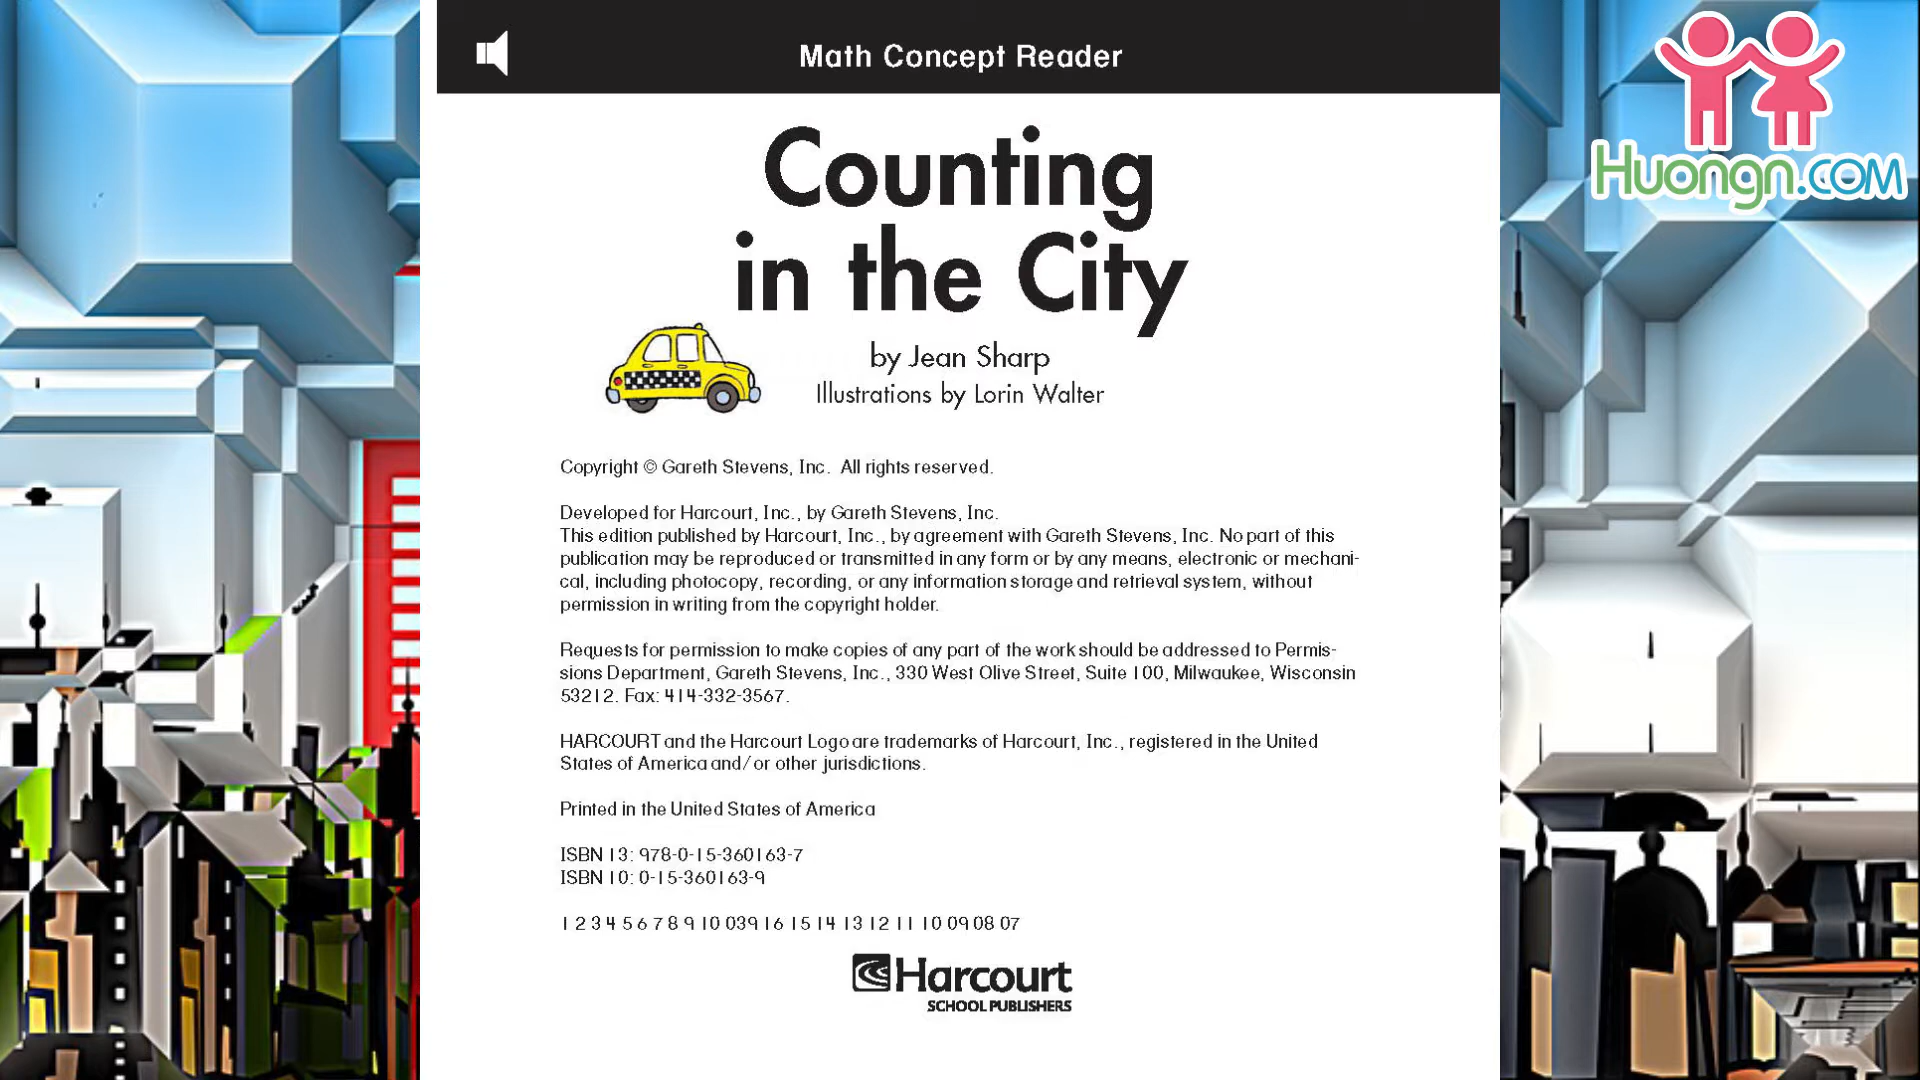 Math Concept Reader
Huongn.com
Counting
in the City
by Jean Sharp
Illustrations by Lorin Walter
Copyright © Gareth Stevens, Inc. All rights reserved.
Developed for Harcourt, Inc., by Gareth Stevens, Inc.
This edition published by Harcourt, Inc., by agreement with Gareth Stevens, Inc. No part of this
publication may be reproduced or transmitted in any form or by any means, electronic or mechani-
cal, including photocopy, recording, or any information storage and retrieval system, without
permission in writing from the copyright holder.
Requests for permission to make copies of any part of the work should be addressed to Permis-
sions Department, Gareth Stevens, Inc., 330 West Olive Street, Suite 100, Milwaukee, Wisconsin
53212. Fax: 414-332-3567.
HARCOURT and the Harcourt Logo are trademarks of Harcourt, Inc., registered in the United
States of America and/or other jurisdictions.
Printed in the United States of America
ISBN 13: 978-0-15-360163-7
ISBN 10: 0-15-360163-9
1 2 3 4 5 6 7 8 9 10 039 16 15 14 13 12 11 10 09 08 07
Harcourt
SCHOOL PUBLISHERS